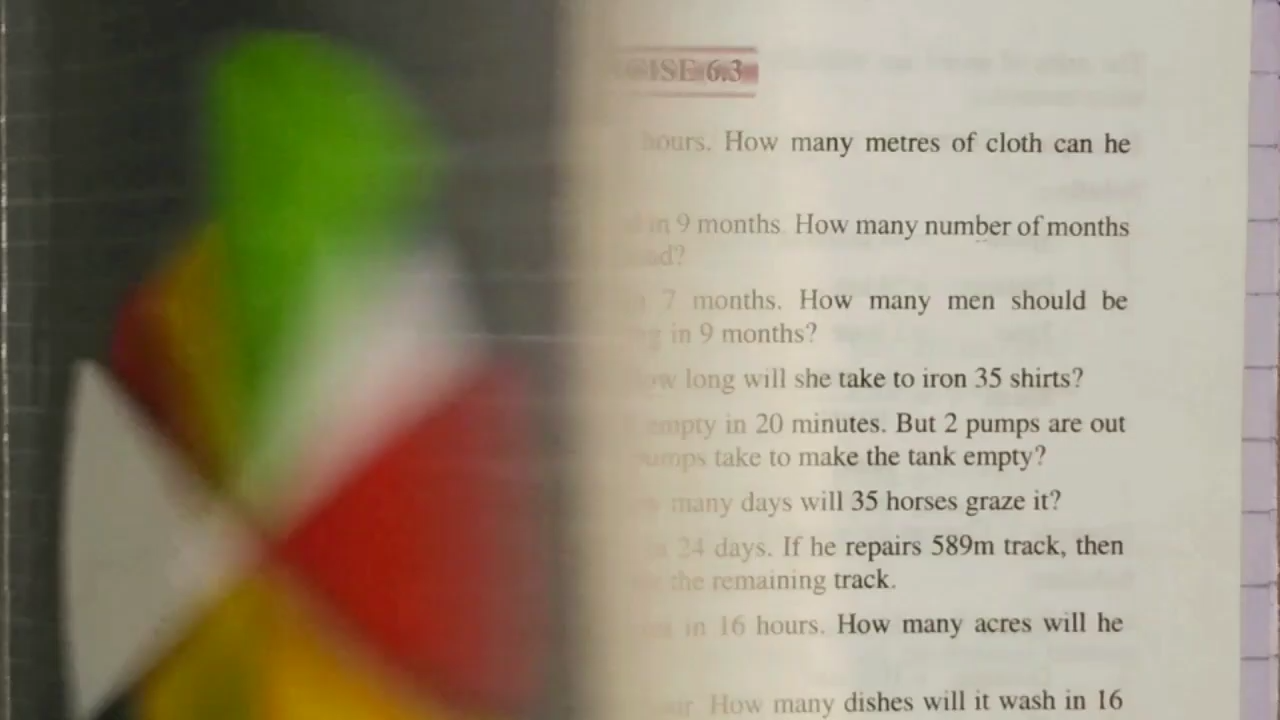 6.3
hours. How many metres of cloth can he
in 9 months. How many number of months
7 months. How many men should be
in 9 months?
long will she take to iron 35 shirts?
empty in 20 minutes. But 2 pumps are out
pumps take to make the tank empty?
many days will 35 horses graze it?
24 days. If he repairs 589m track, then
the remaining track.
in 16 hours. How many acres will he
How many dishes will it wash in 16